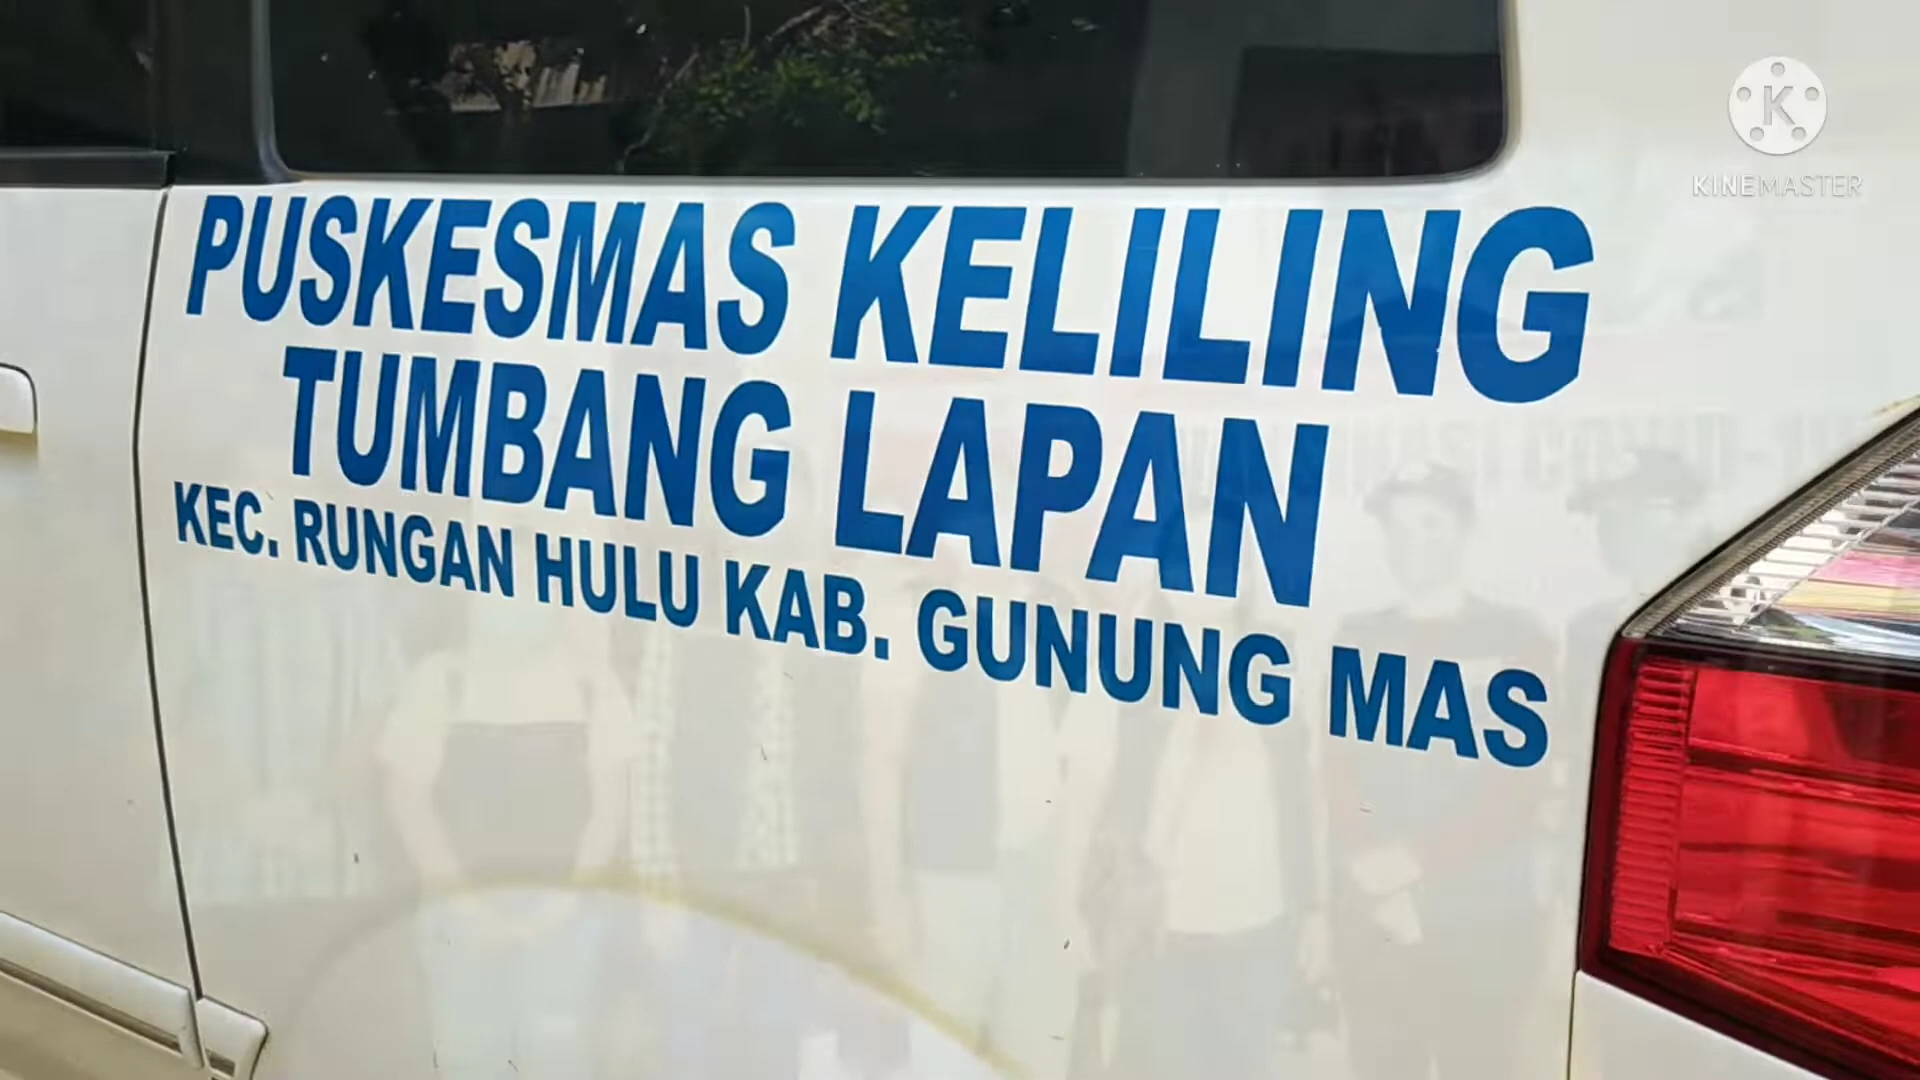 PUSKESMAS KELILING
TUMBANG LAPAN
KEC. RUNGAN HULU KAB. GUNUNG MAS
K
KINEMASTER